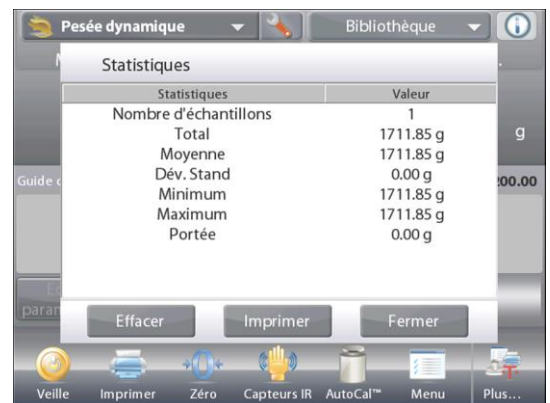 Pesée dynamique Bibliothèque
Statistiques
Statistiques Valeur
Nombre d'échantillons 1
Total 1711.85 g
Moyenne 1711.85 g
Dév. Stand 0.00 g
Minimum 1711.85 g
Maximum 1711.85 g
Portée 0.00 g
g
Guide
Effacer Imprimer Fermer
Veille Imprimer Zéro Capteurs IR AutoCal™ Menu Plus...